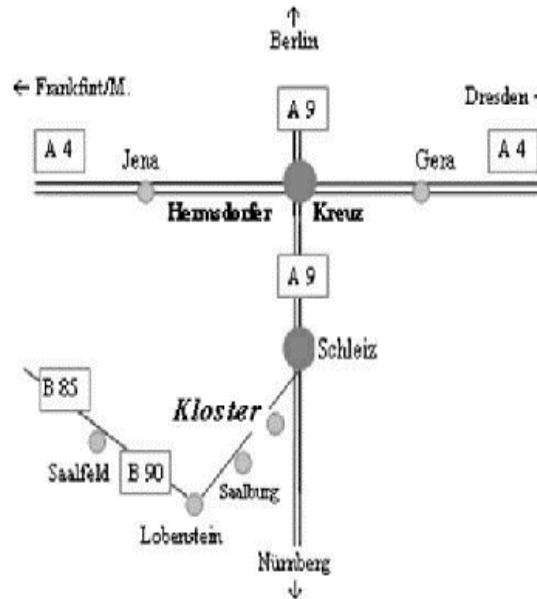 ↑
Berlin
← Frankfurt/M.
Dresden ←
A 9
A 4
A 4
Jena
Gera
Hermsdorfer Kreuz
A 9
Schleiz
B 85
Kloster
Saalfeld
B 90
Saalburg
Lobenstein
Nürnberg
↓